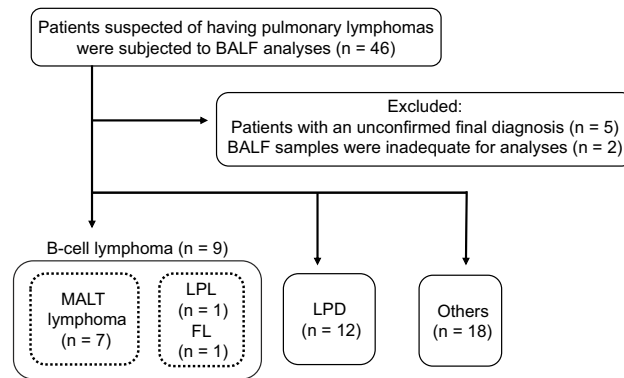 Patients suspected of having pulmonary lymphomas
were subjected to BALF analyses (n = 46)
Excluded:
Patients with an unconfirmed final diagnosis (n = 5)
BALF samples were inadequate for analyses (n = 2)
B-cell lymphoma (n = 9)
MALT
lymphoma
(n = 7)
LPL
(n = 1)
FL
(n = 1)
LPD
(n = 12)
Others
(n = 18)